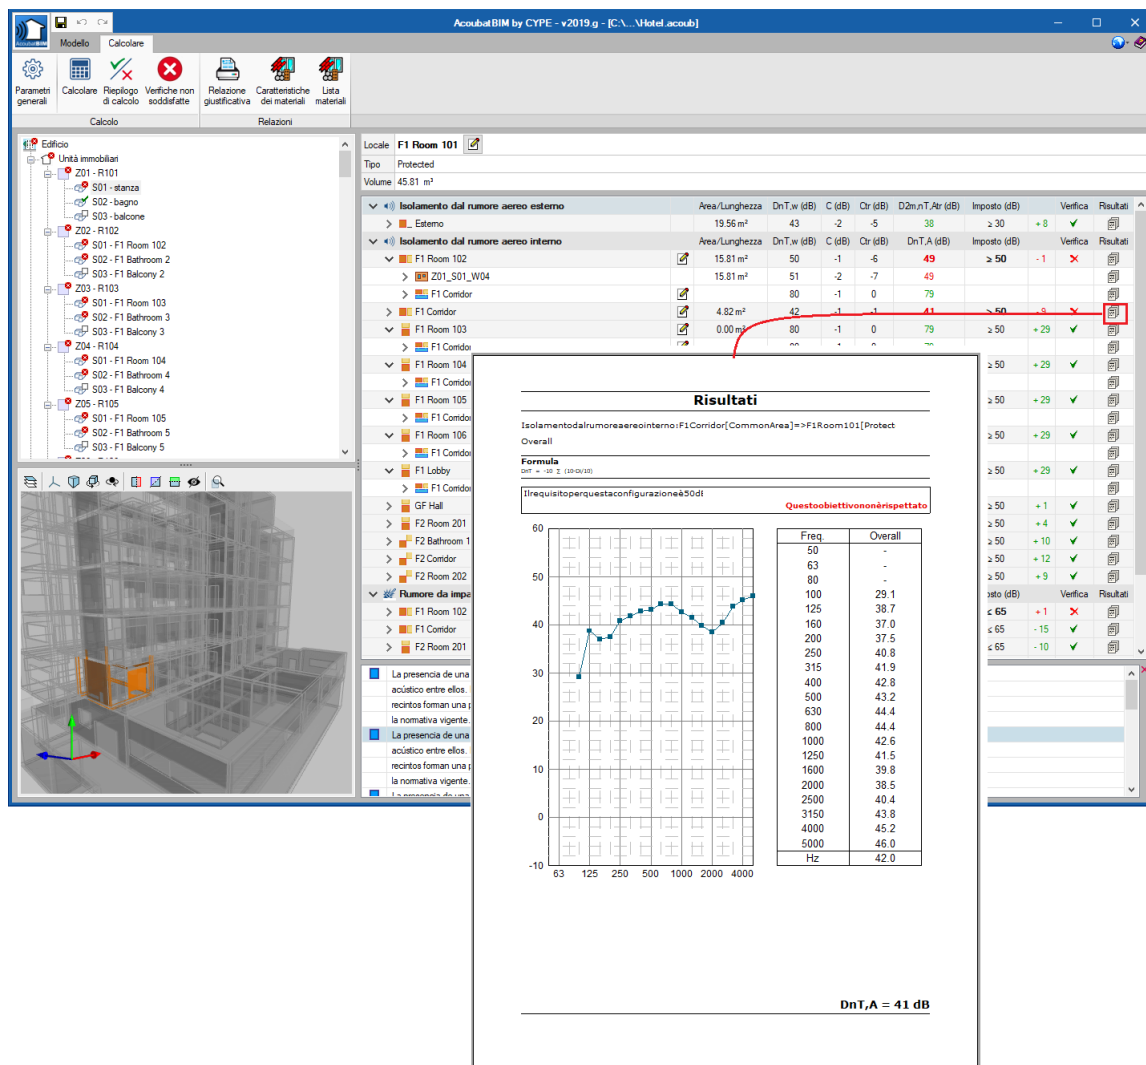 AcoubatBIM by CYPE - v2019.g - [C:\...\Hotel.acoub]
AcoubatBIM
Modello Calcolare
Parametri generali Calcolare Riepilogo di calcolo Verifiche non soddisfatte Relazione giustificativa Caratteristiche dei materiali Lista materiali
Calcolo Relazioni
Edificio
Unità immobiliari
Z01 - R101
S01 - stanza
S02 - bagno
S03 - balcone
Z02 - R102
S01 - F1 Room 102
S02 - F1 Bathroom 2
S03 - F1 Balcony 2
Z03 - R103
S01 - F1 Room 103
S02 - F1 Bathroom 3
S03 - F1 Balcony 3
Z04 - R104
S01 - F1 Room 104
S02 - F1 Bathroom 4
S03 - F1 Balcony 4
Z05 - R105
S01 - F1 Room 105
S02 - F1 Bathroom 5
S03 - F1 Balcony 5
Locale F1 Room 101
Tipo Protected
Volume 45.81 m³
Isolamento dal rumore aereo esterno Area/Lunghezza DnT,w (dB) C (dB) Ctr (dB) D2m,nT,Atr (dB) Imposto (dB) Verifica Risultati
_ Esterno 19.56 m² 43 -2 -5 38 ≥ 30 + 8
Isolamento dal rumore aereo interno Area/Lunghezza DnT,w (dB) C (dB) Ctr (dB) DnT,A (dB) Imposto (dB) Verifica Risultati
F1 Room 102 15.81 m² 50 -1 -6 49 ≥ 50 - 1
Z01_S01_W04 15.81 m² 51 -2 -7 49
F1 Corridor 80 -1 0 79
F1 Corridor 4.82 m² 42 -1 -1 41 ≥ 50 - 9
F1 Room 103 0.00 m² 80 -1 0 79 ≥ 50 + 29
F1 Corridor
F1 Room 104 ≥ 50 + 29
F1 Corridor
F1 Room 105 ≥ 50 + 29
F1 Corridor
F1 Room 106 ≥ 50 + 29
F1 Corridor
F1 Lobby ≥ 50 + 29
F1 Corridor
GF Hall ≥ 50 + 1
F2 Room 201 ≥ 50 + 4
F2 Bathroom 1 ≥ 50 + 10
F2 Corridor ≥ 50 + 12
F2 Room 202 ≥ 50 + 9
Rumore da impa (dB) Verifica Risultati
F1 Room 102 ≤ 65 + 1
F1 Corridor ≤ 65 - 15
F2 Room 201 ≤ 65 - 10
La presencia de una
acústico entre ellos.
recintos forman una p
la normativa vigente.
La presencia de una
acústico entre ellos.
recintos forman una p
la normativa vigente.
La presencia de una
Risultati
Isolamentodalrumoreaereointerno:F1Corridor[CommonArea]=>F1Room101[Protect
Overall
Formula
DnT = -10 ∑ (10-Di/10)
Ilrequisitoperquestaconfigurazioneè50dB
Questoobiettivononèrispettato
60
50
40
30
20
10
0
-10
63 125 250 500 1000 2000 4000
Freq. Overall
50 -
63 -
80 -
100 29.1
125 38.7
160 37.0
200 37.5
250 40.8
315 41.9
400 42.8
500 43.2
630 44.4
800 44.4
1000 42.6
1250 41.5
1600 39.8
2000 38.5
2500 40.4
3150 43.8
4000 45.2
5000 46.0
Hz 42.0
DnT,A = 41 dB